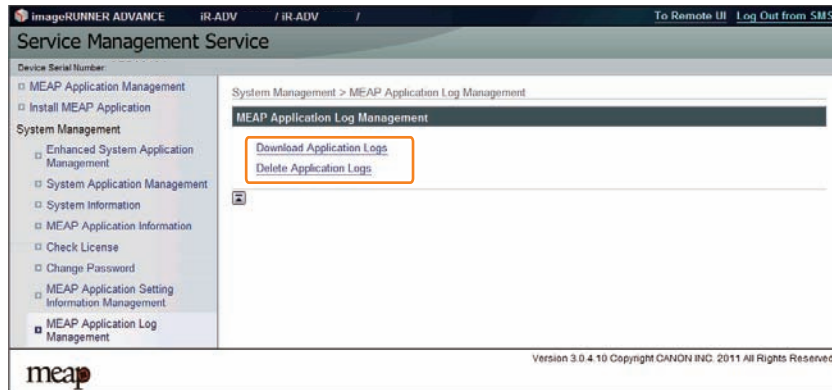 imageRUNNER ADVANCE iR-ADV / iR-ADV / To Remote UI Log Out from SMS
Service Management Service
Device Serial Number:
MEAP Application Management
Install MEAP Application
System Management
Enhanced System Application
Management
System Application Management
System Information
MEAP Application Information
Check License
Change Password
MEAP Application Setting
Information Management
MEAP Application Log
Management
System Management > MEAP Application Log Management
MEAP Application Log Management
Download Application Logs
Delete Application Logs
Version 3.0.4.10 Copyright CANON INC. 2011 All Rights Reserved
meap